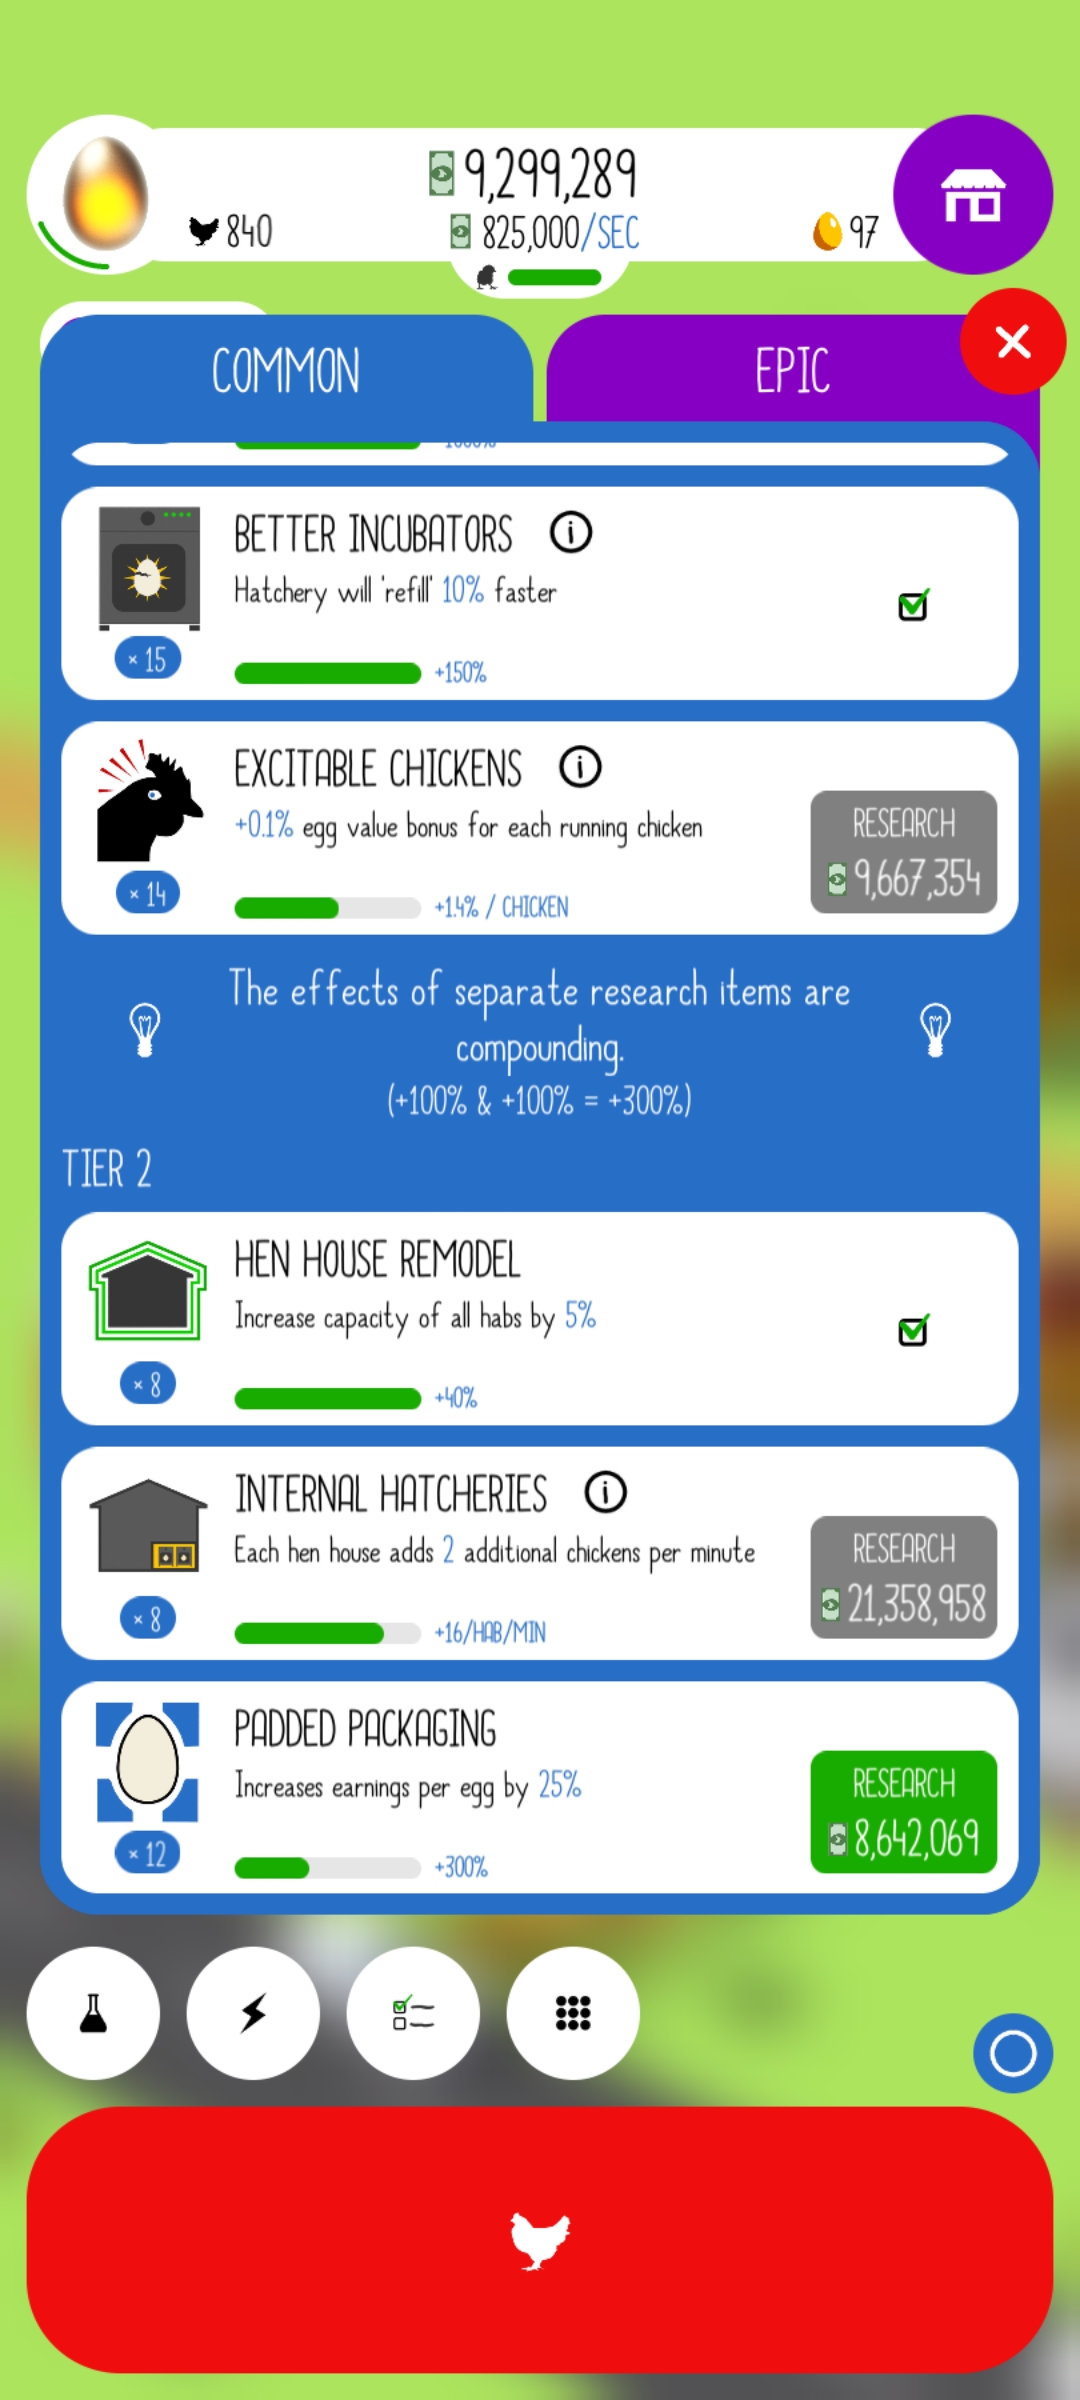 9,299,289
840
825,000/SEC
97
COMMON
EPIC
BETTER INCUBATORS
Hatchery will 'refill' 10% faster
× 15
+150%
EXCITABLE CHICKENS
+0.1% egg value bonus for each running chicken
RESEARCH
9,667,354
× 14
+1.4% / CHICKEN
The effects of separate research items are
compounding.
(+100% & +100% = +300%)
TIER 2
HEN HOUSE REMODEL
Increase capacity of all habs by 5%
× 8
+40%
INTERNAL HATCHERIES
Each hen house adds 2 additional chickens per minute
RESEARCH
21,358,958
× 8
+16/HAB/MIN
PADDED PACKAGING
Increases earnings per egg by 25%
RESEARCH
8,642,069
× 12
+300%